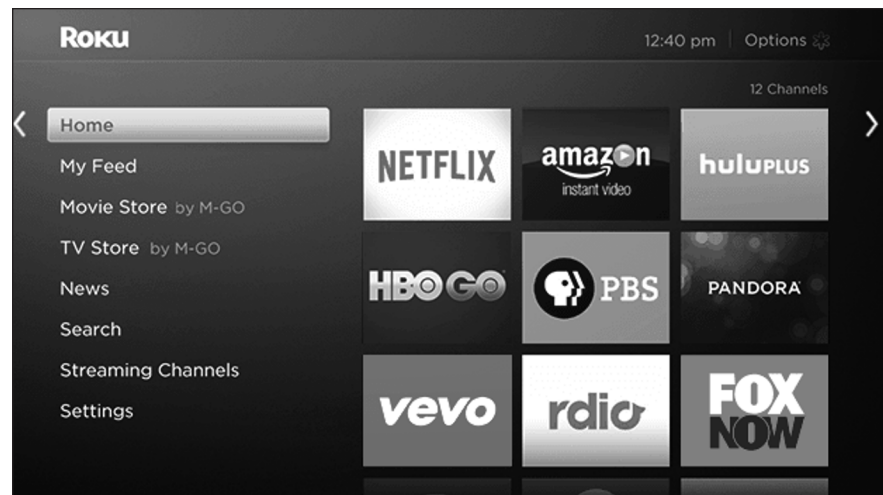 Roku
12:40 pm | Options
12 Channels
Home
My Feed
Movie Store by M-GO
TV Store by M-GO
News
Search
Streaming Channels
Settings
NETFLIX
amazon
instant video
huluPLUS
HBO GO
PBS
PANDORA
vevo
rdio
FOX
NOW